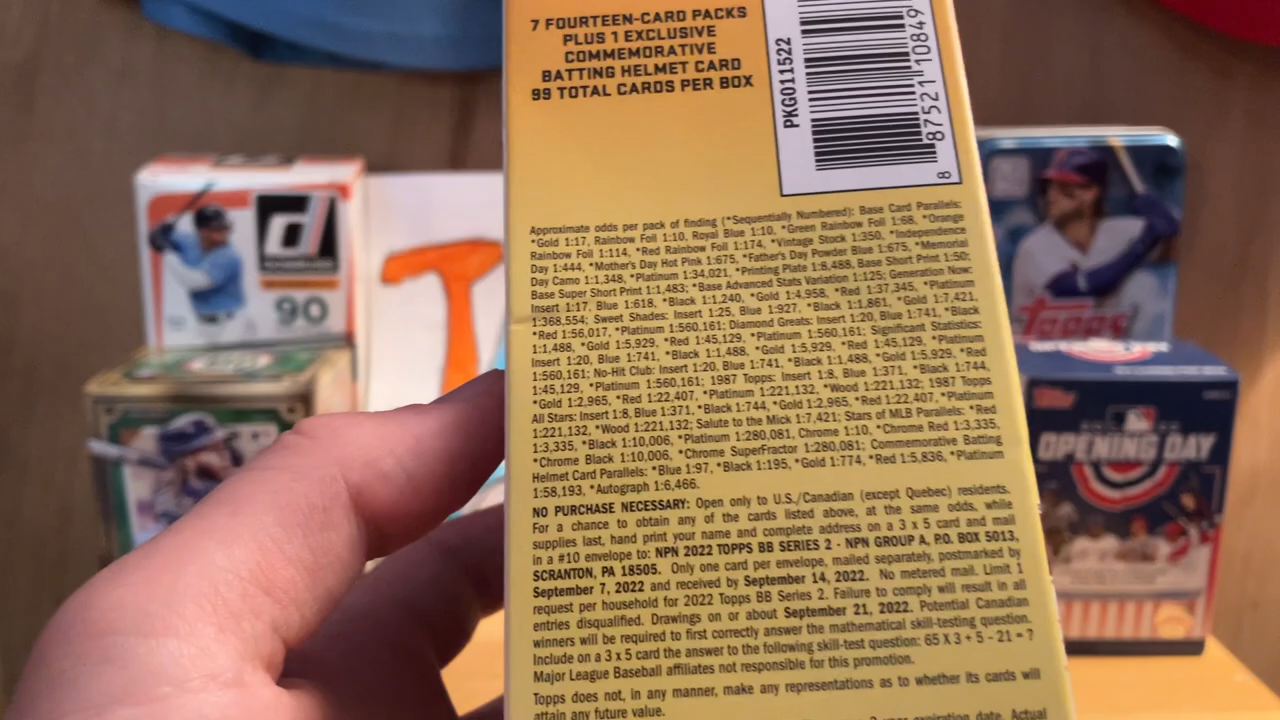 7 FOURTEEN-CARD PACKS
PLUS 1 EXCLUSIVE
COMMEMORATIVE
BATTING HELMET CARD
99 TOTAL CARDS PER BOX
PKG011522
8 87521 10849
Approximate odds per pack of finding (*Sequentially Numbered): Base Card Parallels:
*Gold 1:17, Rainbow Foil 1:10, Royal Blue 1:10, *Green Rainbow Foil 1:68, *Orange
Rainbow Foil 1:114, *Red Rainbow Foil 1:174, *Vintage Stock 1:350, *Independence
Day 1:444, *Mother's Day Hot Pink 1:675, *Father's Day Powder Blue 1:675, *Memorial
Day Camo 1:1,348, *Platinum 1:34,021, *Printing Plate 1:8,488, Base Short Print 1:50;
Base Super Short Print 1:1,483; *Base Advanced Stats Variation 1:125; Generation Now:
Insert 1:17, Blue 1:618, *Black 1:1,240, *Gold 1:4,958, *Red 1:37,345, *Platinum
1:368,554; Sweet Shades: Insert 1:25, Blue 1:927, *Black 1:1,861, *Gold 1:7,421,
*Red 1:56,017, *Platinum 1:560,161; Diamond Greats: Insert 1:20, Blue 1:741, *Black
1:1,488, *Gold 1:5,929, *Red 1:45,129, *Platinum 1:560,161; Significant Statistics:
Insert 1:20, Blue 1:741, *Black 1:1,488, *Gold 1:5,929, *Red 1:45,129, *Platinum
1:560,161; No-Hit Club: Insert 1:20, Blue 1:741, *Black 1:1,488, *Gold 1:5,929, *Red
1:45,129, *Platinum 1:560,161; 1987 Topps: Insert 1:8, Blue 1:371, *Black 1:744,
*Gold 1:2,965, *Red 1:22,407, *Platinum 1:221,132, *Wood 1:221,132; 1987 Topps
All Stars: Insert 1:8, Blue 1:371, *Black 1:744, *Gold 1:2,965, *Red 1:22,407, *Platinum
1:221,132, *Wood 1:221,132; Salute to the Mick 1:7,421; Stars of MLB Parallels: *Red
1:3,335, *Black 1:10,006, *Platinum 1:280,081, Chrome 1:10, *Chrome Red 1:3,335,
*Chrome Black 1:10,006, *Chrome SuperFractor 1:280,081; Commemorative Batting
Helmet Card Parallels: *Blue 1:97, *Black 1:195, *Gold 1:774, *Red 1:5,836, *Platinum
1:58,193, *Autograph 1:6,466.
NO PURCHASE NECESSARY: Open only to U.S./Canadian (except Quebec) residents.
For a chance to obtain any of the cards listed above, at the same odds, while
supplies last, hand print your name and complete address on a 3 x 5 card and mail
in a #10 envelope to: NPN 2022 TOPPS BB SERIES 2 - NPN GROUP A, P.O. BOX 5013,
SCRANTON, PA 18505. Only one card per envelope, mailed separately, postmarked by
September 7, 2022 and received by September 14, 2022. No metered mail. Limit 1
request per household for 2022 Topps BB Series 2. Failure to comply will result in all
entries disqualified. Drawings on or about September 21, 2022. Potential Canadian
winners will be required to first correctly answer the mathematical skill-testing question.
Include on a 3 x 5 card the answer to the following skill-test question: 65 X 3 + 5 - 21 = ?
Major League Baseball affiliates not responsible for this promotion.
Topps does not, in any manner, make any representations as to whether its cards will
attain any future value.
expiration date. Actual
d
90
T
Topps
Topps
OPENING DAY